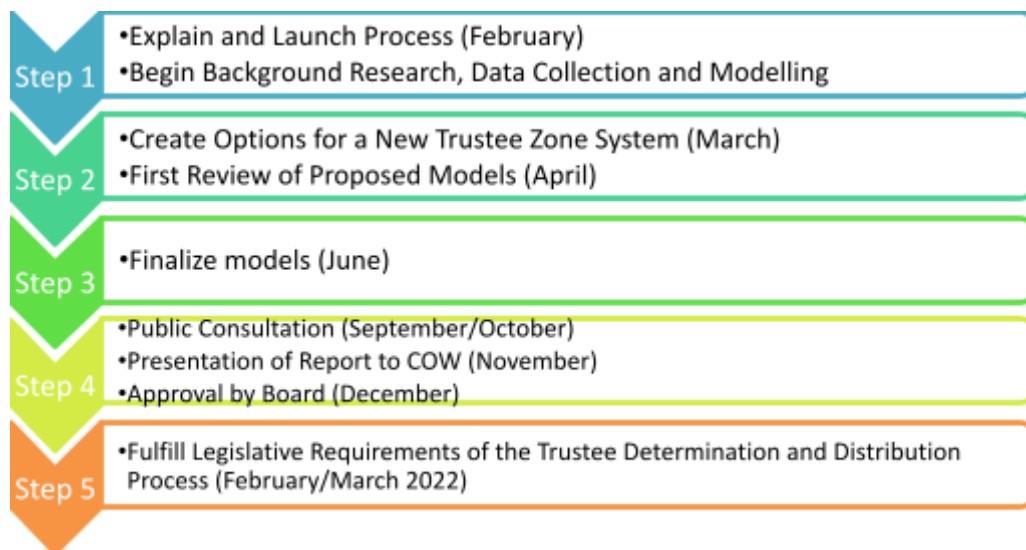 Step 1
•Explain and Launch Process (February)
•Begin Background Research, Data Collection and Modelling
Step 2
•Create Options for a New Trustee Zone System (March)
•First Review of Proposed Models (April)
Step 3
•Finalize models (June)
Step 4
•Public Consultation (September/October)
•Presentation of Report to COW (November)
•Approval by Board (December)
Step 5
•Fulfill Legislative Requirements of the Trustee Determination and Distribution
Process (February/March 2022)